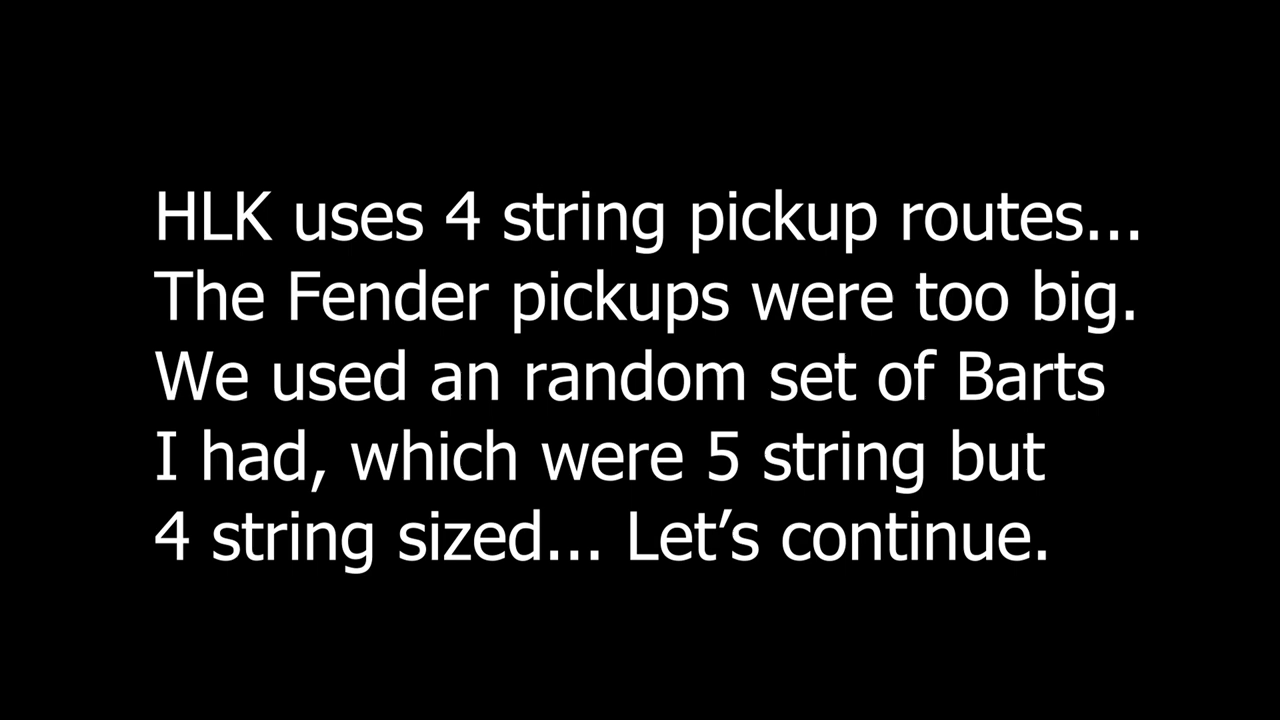 HLK uses 4 string pickup routes...
The Fender pickups were too big.
We used an random set of Barts
I had, which were 5 string but
4 string sized... Let’s continue.